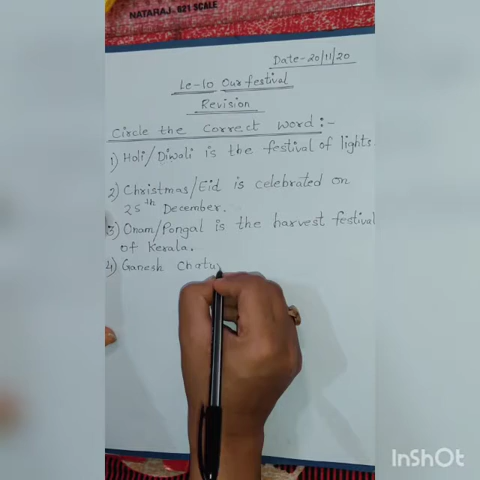 NATARAJ- 621 SCALE
Date-20/11/20
Le-10 Our festival
Revision
Circle the Correct word:-
1) Holi/Diwali is the festival of lights.
2) Christmas/Eid is celebrated on
25th December.
3) Onam/Pongal is the harvest festival
of Kerala.
4) Ganesh Chatu
InShOt